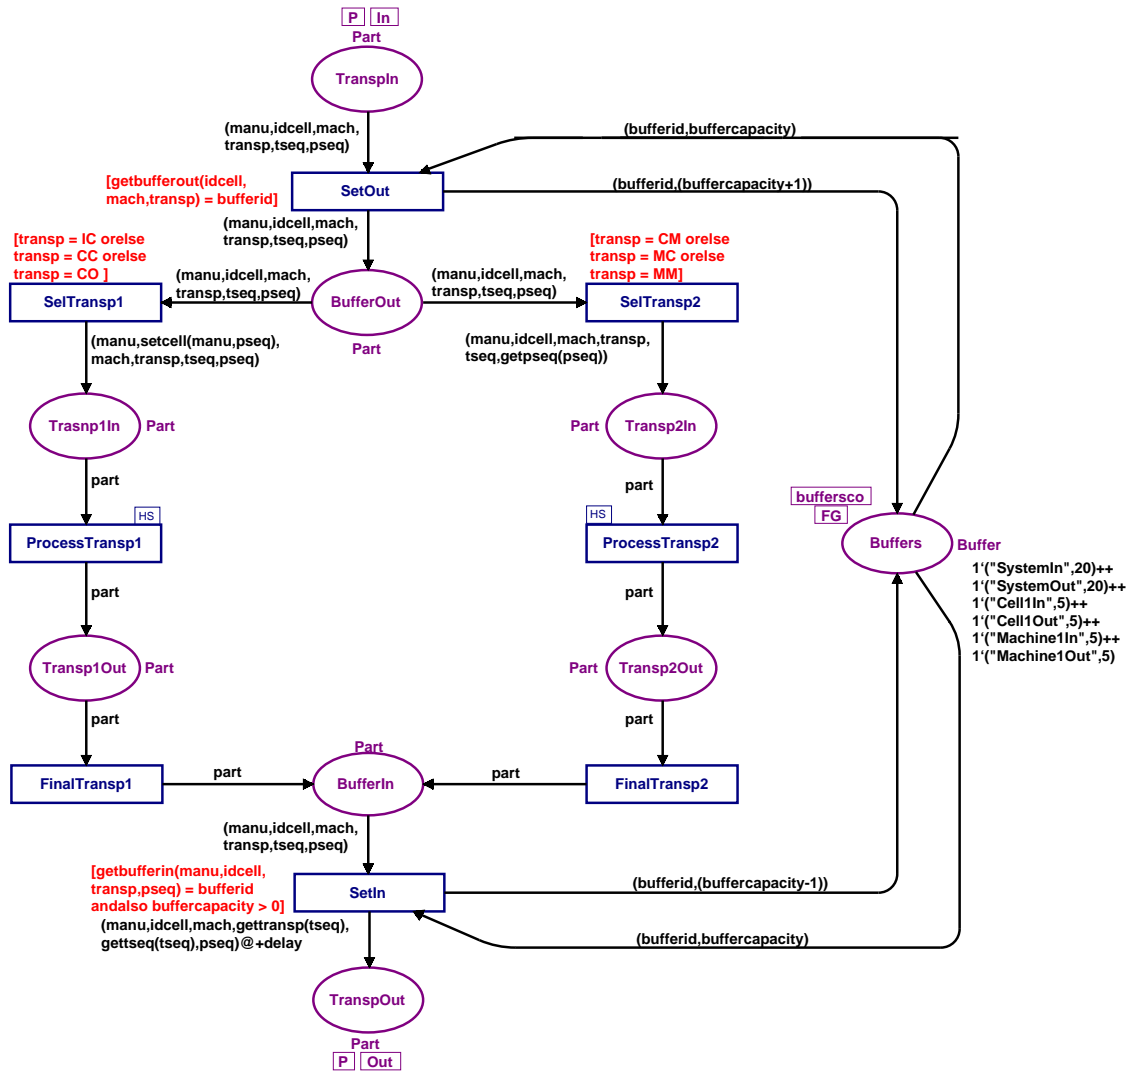 P In
Part
TranspIn
(manu,idcell,mach,
transp,tseq,pseq)
(bufferid,buffercapacity)
[getbufferout(idcell,
mach,transp) = bufferid]
SetOut
(bufferid,(buffercapacity+1))
(manu,idcell,mach,
transp,tseq,pseq)
[transp = IC orelse
transp = CC orelse
transp = CO ]
[transp = CM orelse
transp = MC orelse
transp = MM]
(manu,idcell,mach,
transp,tseq,pseq)
(manu,idcell,mach,
transp,tseq,pseq)
SelTransp1
BufferOut
SelTransp2
Part
(manu,setcell(manu,pseq),
mach,transp,tseq,pseq)
(manu,idcell,mach,transp,
tseq,getpseq(pseq))
Trasnp1In
Part
Part
Transp2In
part
part
HS
HS
ProcessTransp1
ProcessTransp2
buffersco
FG
Buffers
Buffer
1‘("SystemIn",20)++
1‘("SystemOut",20)++
1‘("Cell1In",5)++
1‘("Cell1Out",5)++
1‘("Machine1In",5)++
1‘("Machine1Out",5)
part
part
Transp1Out
Part
Part
Transp2Out
part
part
Part
FinalTransp1
part
BufferIn
part
FinalTransp2
(manu,idcell,mach,
transp,tseq,pseq)
[getbufferin(manu,idcell,
transp,pseq) = bufferid
andalso buffercapacity > 0]
SetIn
(bufferid,(buffercapacity-1))
(manu,idcell,mach,gettransp(tseq),
gettseq(tseq),pseq)@+delay
(bufferid,buffercapacity)
TranspOut
Part
P Out